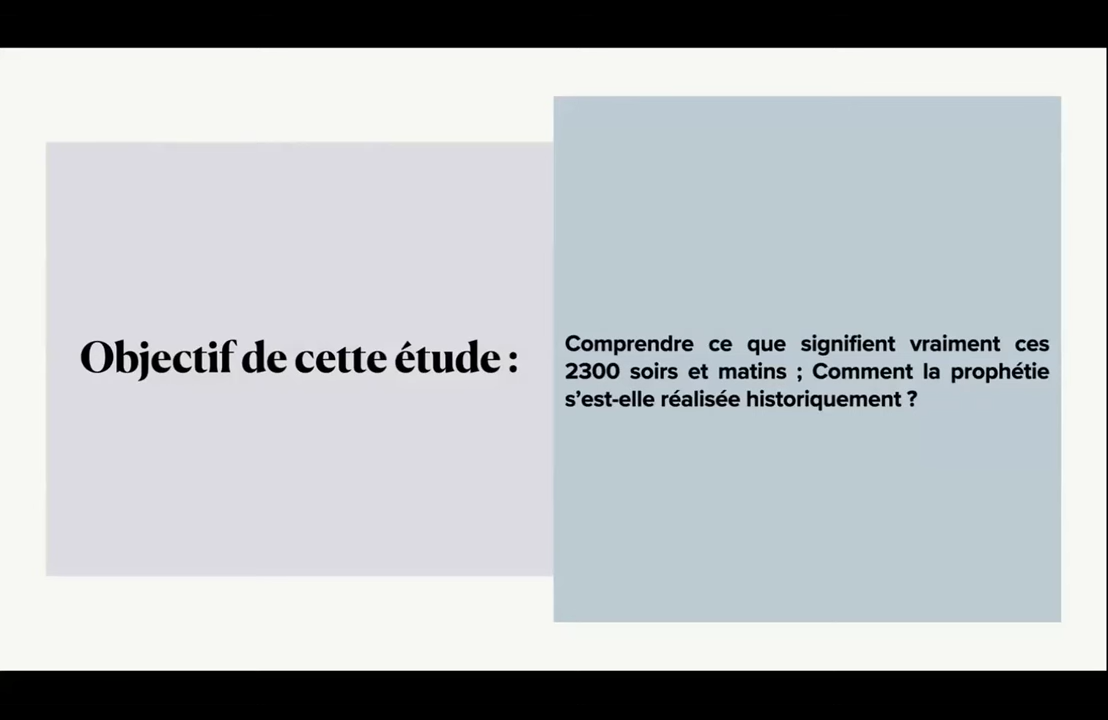 Objectif de cette étude :
Comprendre ce que signifient vraiment ces
2300 soirs et matins ; Comment la prophétie
s’est-elle réalisée historiquement ?